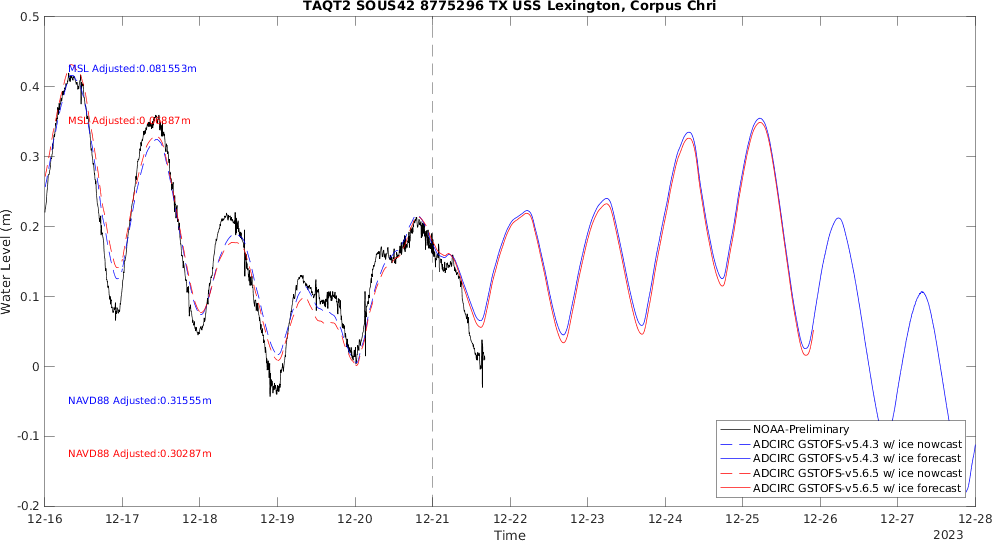 TAQT2 SOUS42 8775296 TX USS Lexington, Corpus Chri
0.5
0.4
0.3
0.2
0.1
0
-0.1
-0.2
Water Level (m)
MSL Adjusted:0.081553m
MSL Adjusted:0.06887m
NAVD88 Adjusted:0.31555m
NAVD88 Adjusted:0.30287m
NOAA-Preliminary
ADCIRC GSTOFS-v5.4.3 w/ ice nowcast
ADCIRC GSTOFS-v5.4.3 w/ ice forecast
ADCIRC GSTOFS-v5.6.5 w/ ice nowcast
ADCIRC GSTOFS-v5.6.5 w/ ice forecast
12-16 12-17 12-18 12-19 12-20 12-21 12-22 12-23 12-24 12-25 12-26 12-27 12-28
Time
2023